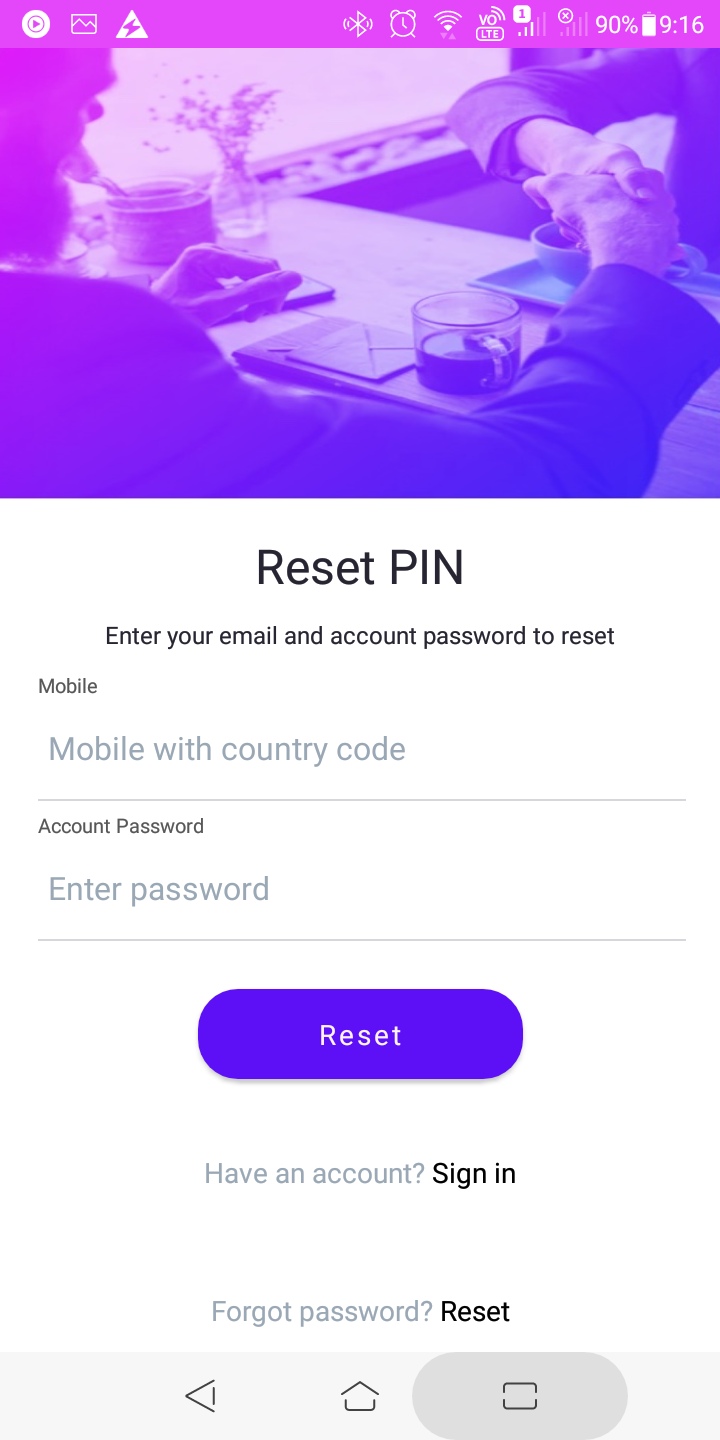 VO LTE 1 90% 9:16
Reset PIN
Enter your email and account password to reset
Mobile
Mobile with country code
Account Password
Enter password
Reset
Have an account? Sign in
Forgot password? Reset